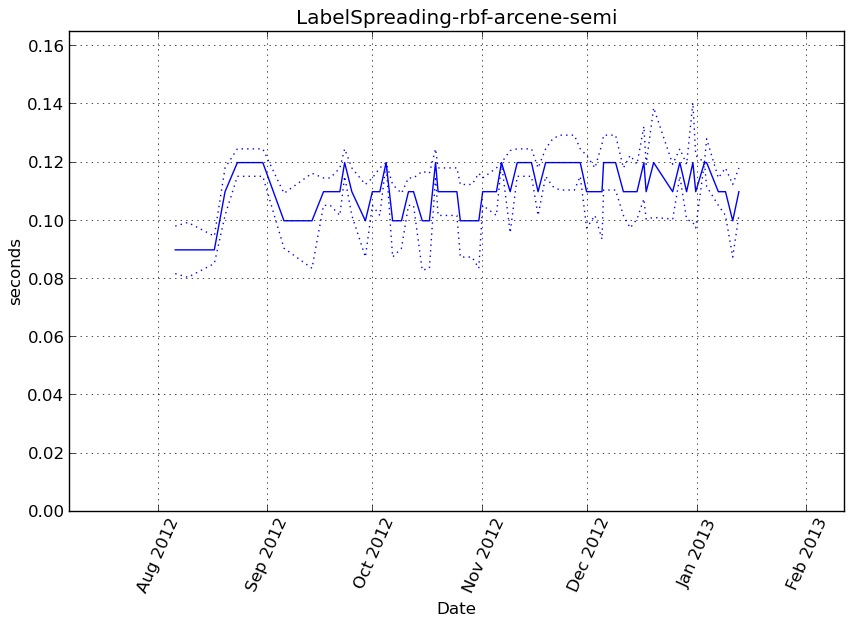 LabelSpreading-rbf-arcene-semi
0.16
0.14
0.12
0.10
0.08
0.06
0.04
0.02
0.00
seconds
Aug 2012
Sep 2012
Oct 2012
Nov 2012
Dec 2012
Jan 2013
Feb 2013
Date